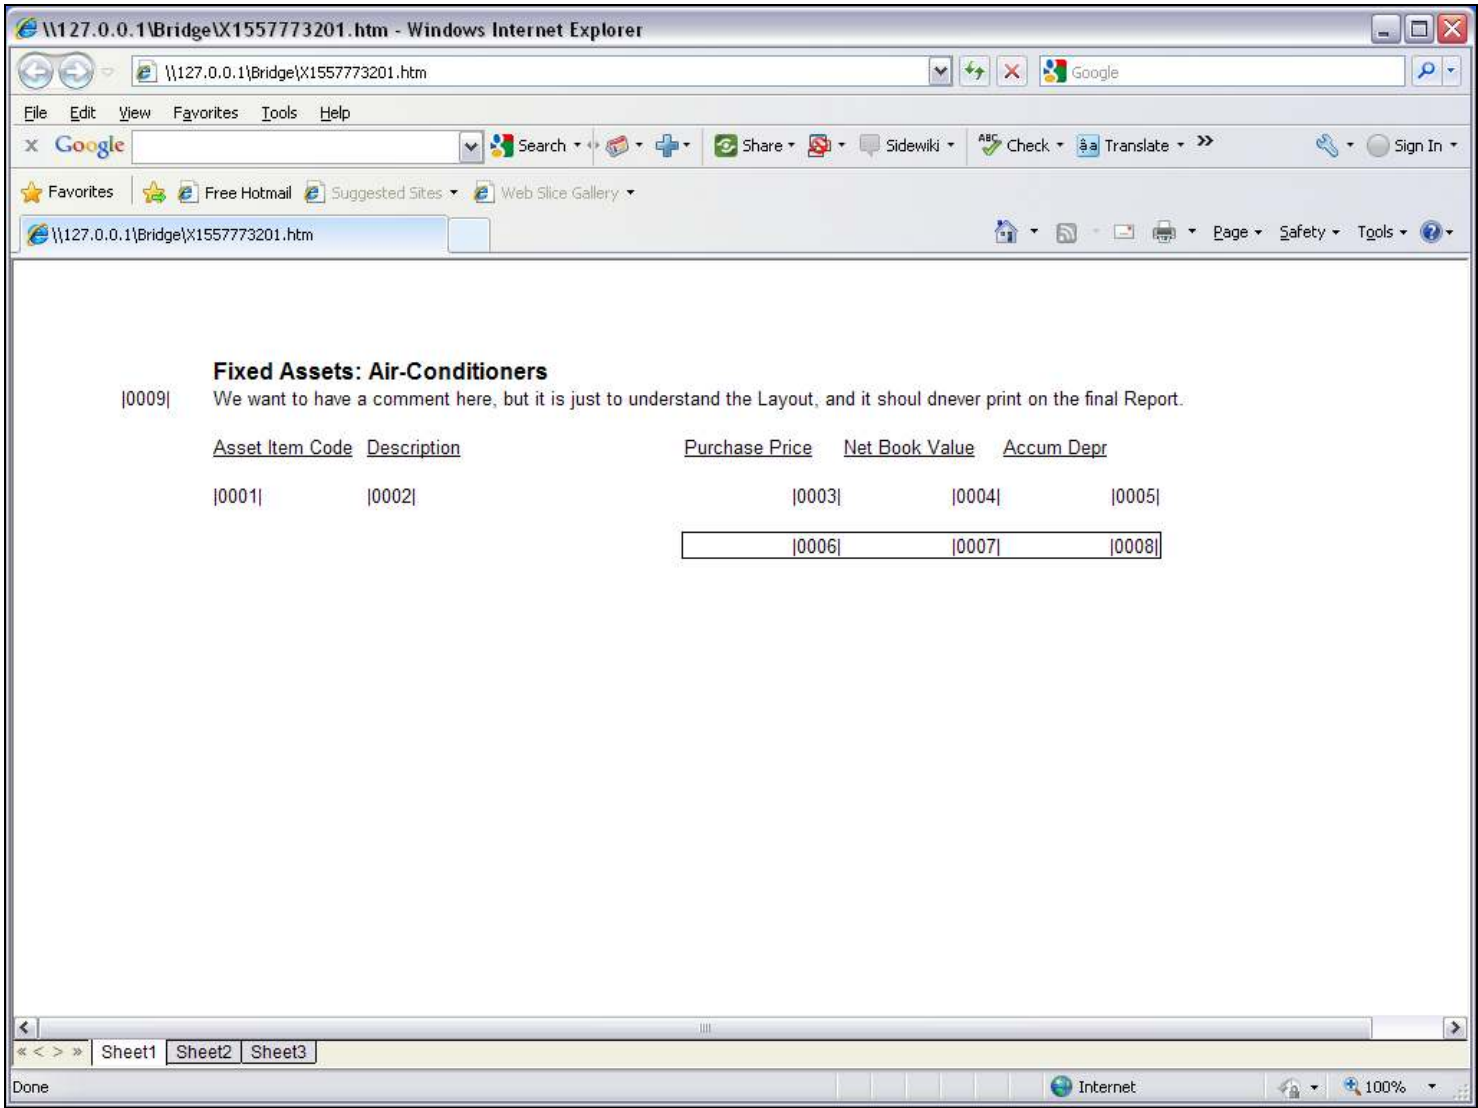 \\127.0.0.1\Bridge\X1557773201.htm - Windows Internet Explorer
\\127.0.0.1\Bridge\X1557773201.htm Google
File Edit View Favorites Tools Help
x Google Search Share Sidewiki ABC Check âa Translate » Sign In
Favorites Free Hotmail Suggested Sites Web Slice Gallery
\\127.0.0.1\Bridge\X1557773201.htm Page Safety Tools
Fixed Assets: Air-Conditioners
|0009| We want to have a comment here, but it is just to understand the Layout, and it shoul dnever print on the final Report.
Asset Item Code Description Purchase Price Net Book Value Accum Depr
|0001| |0002| |0003| |0004| |0005|
|0006| |0007| |0008|
« < > » Sheet1 Sheet2 Sheet3
Done Internet 100%